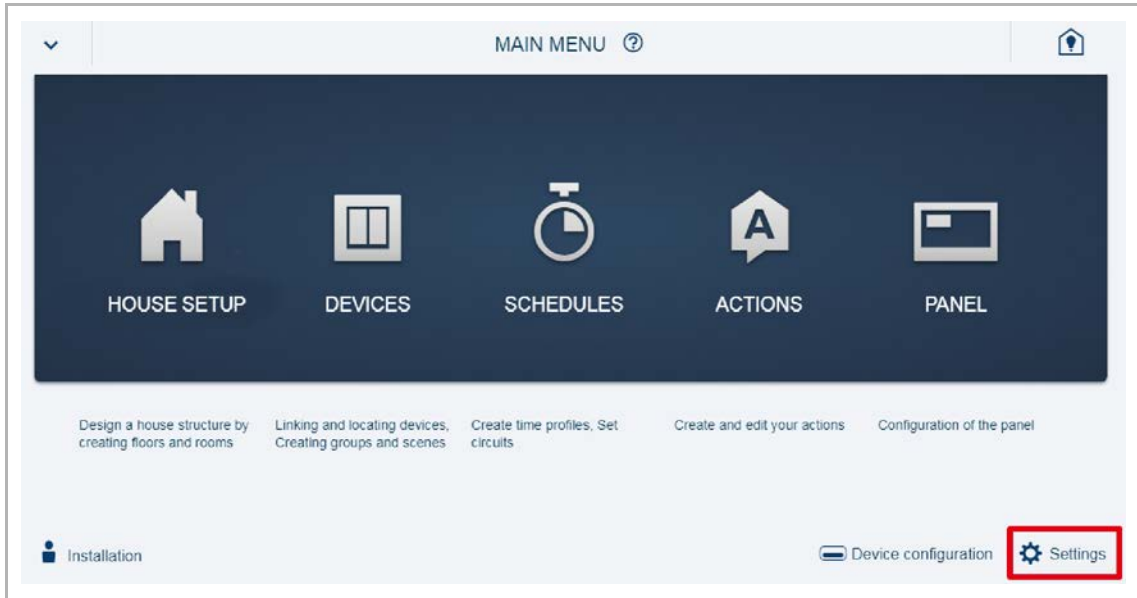 MAIN MENU ?
HOUSE SETUP
DEVICES
SCHEDULES
A
ACTIONS
PANEL
Design a house structure by
creating floors and rooms
Linking and locating devices,
Creating groups and scenes
Create time profiles, Set
circuits
Create and edit your actions
Configuration of the panel
Installation
Device configuration
Settings